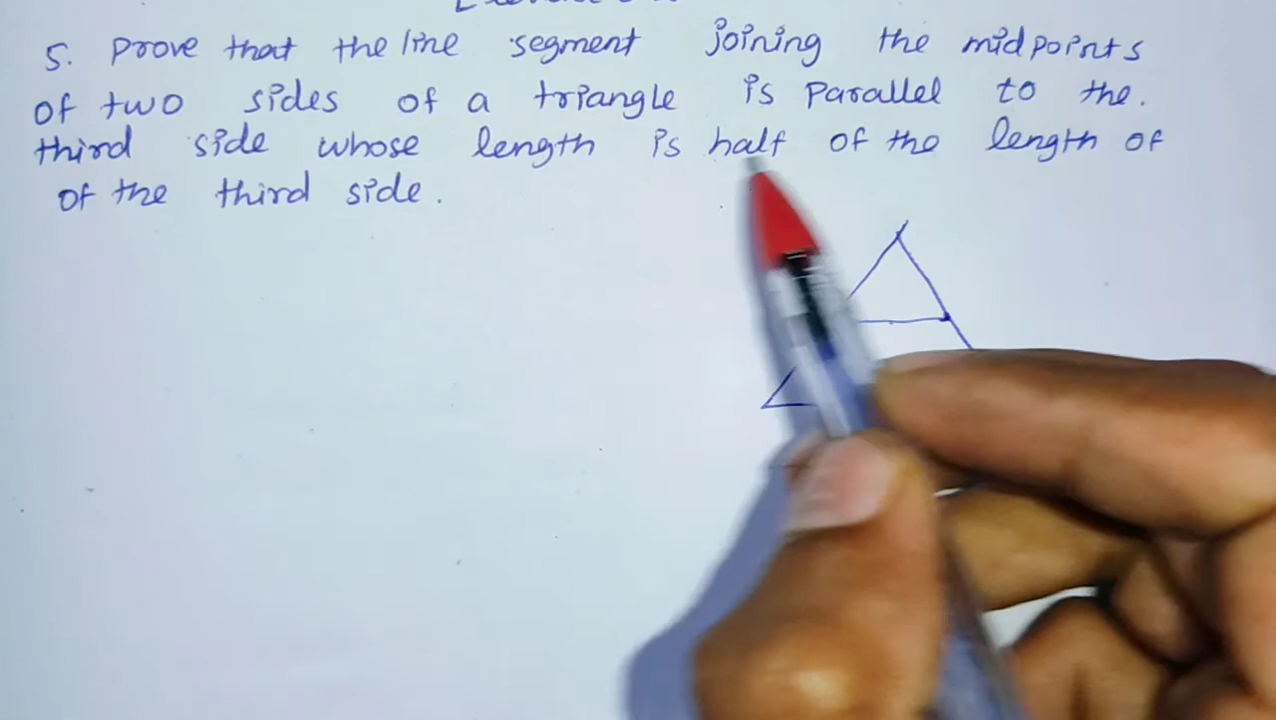 5. Prove that the line segment joining the midpoints
of two sides of a triangle is parallel to the.
third side whose length is half of the length of
of the third side.